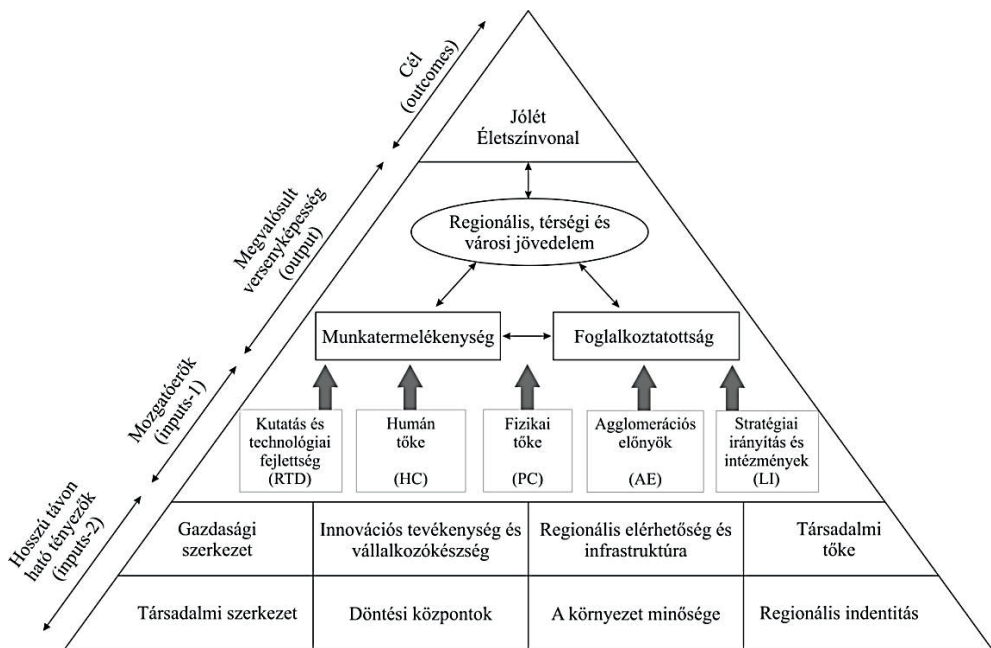 Cél
(outcomes)
Jólét
Életszínvonal
Megvalósult
versenyképesség
(output)
Regionális, térségi és
városi jövedelem
Munkatermelékenység
Foglalkoztatottság
Mozgatóerők
(inputs-1)
Kutatás és
technológiai
fejlettség
(RTD)
Humán
tőke
(HC)
Fizikai
tőke
(PC)
Agglomerációs
előnyök
(AE)
Stratégiai
irányítás és
intézmények
(LI)
Hosszú távon
ható tényezők
(inputs-2)
Gazdasági
szerkezet
Innovációs tevékenység és
vállalkozókészség
Regionális elérhetőség és
infrastruktúra
Társadalmi
tőke
Társadalmi szerkezet
Döntési központok
A környezet minősége
Regionális indentitás